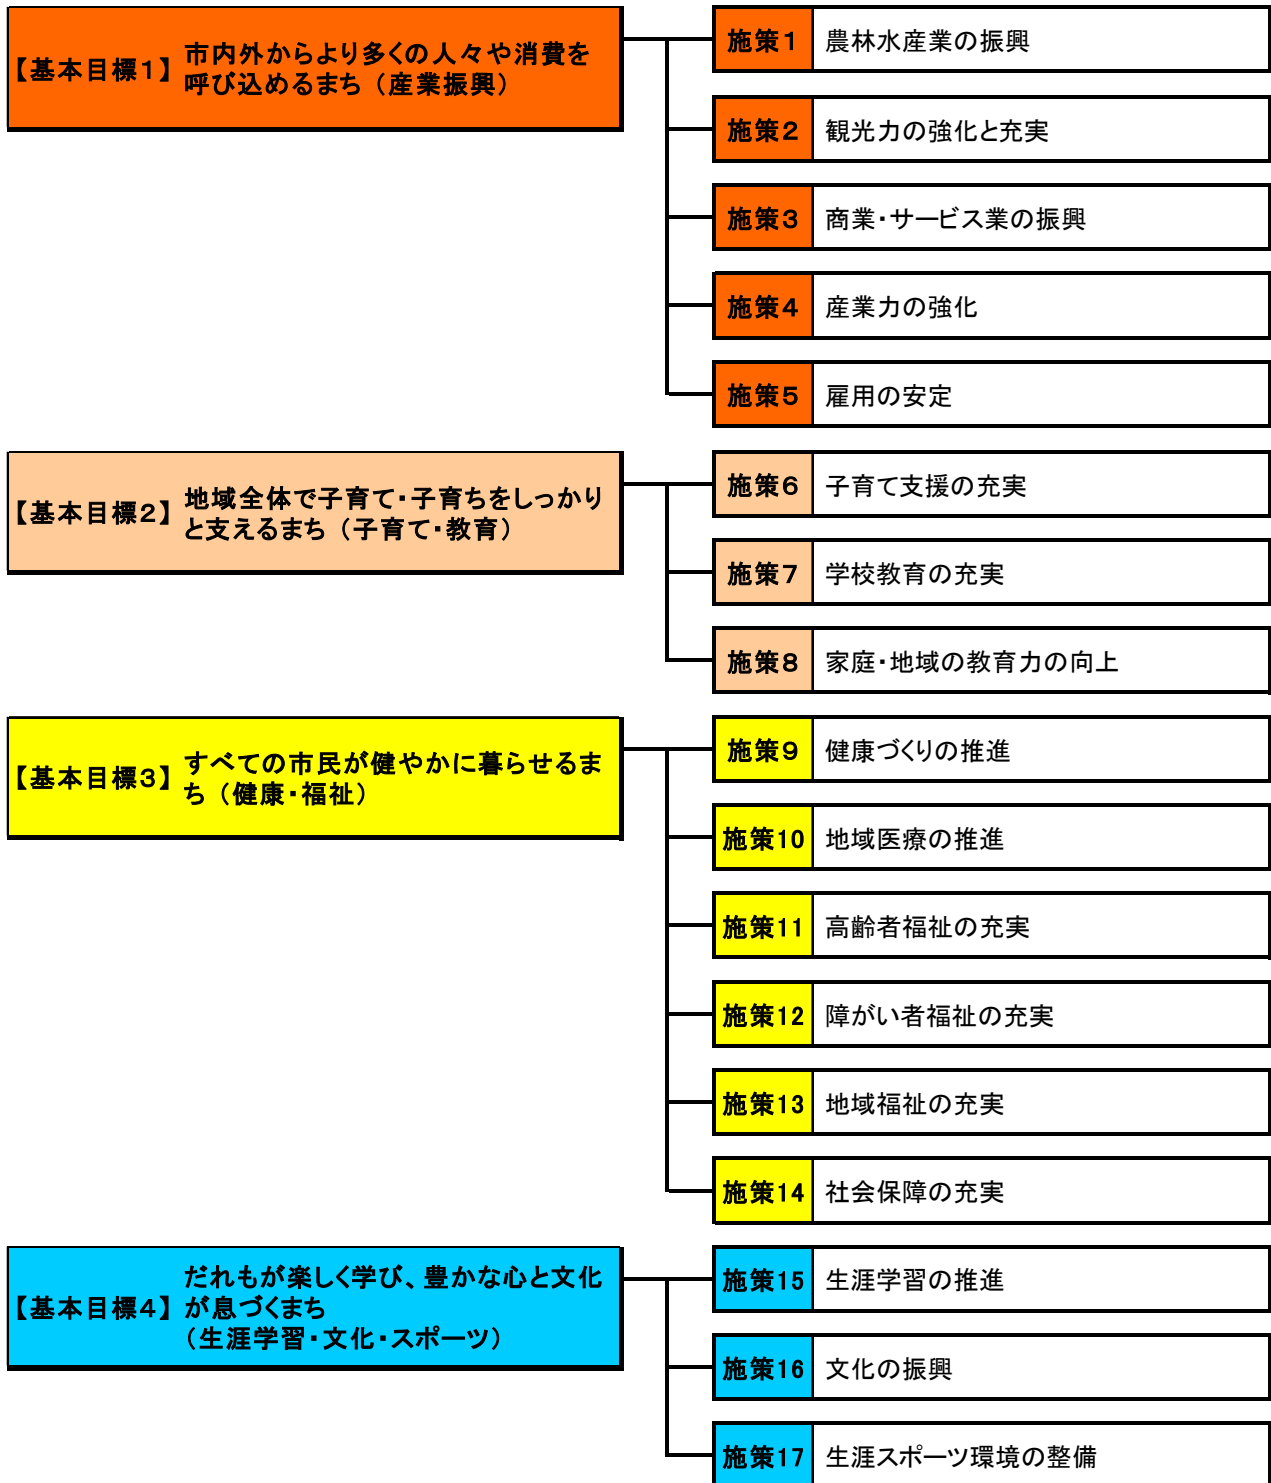 【基本目標1】
市内外からより多くの人々や消費を
呼び込めるまち（産業振興）
施策1 農林水産業の振興
施策2 観光力の強化と充実
施策3 商業・サービス業の振興
施策4 産業力の強化
施策5 雇用の安定
【基本目標2】
地域全体で子育て・子育ちをしっかり
と支えるまち（子育て・教育）
施策6 子育て支援の充実
施策7 学校教育の充実
施策8 家庭・地域の教育力の向上
【基本目標3】
すべての市民が健やかに暮らせるま
ち（健康・福祉）
施策9 健康づくりの推進
施策10 地域医療の推進
施策11 高齢者福祉の充実
施策12 障がい者福祉の充実
施策13 地域福祉の充実
施策14 社会保障の充実
【基本目標4】
だれもが楽しく学び、豊かな心と文化
が息づくまち
（生涯学習・文化・スポーツ）
施策15 生涯学習の推進
施策16 文化の振興
施策17 生涯スポーツ環境の整備